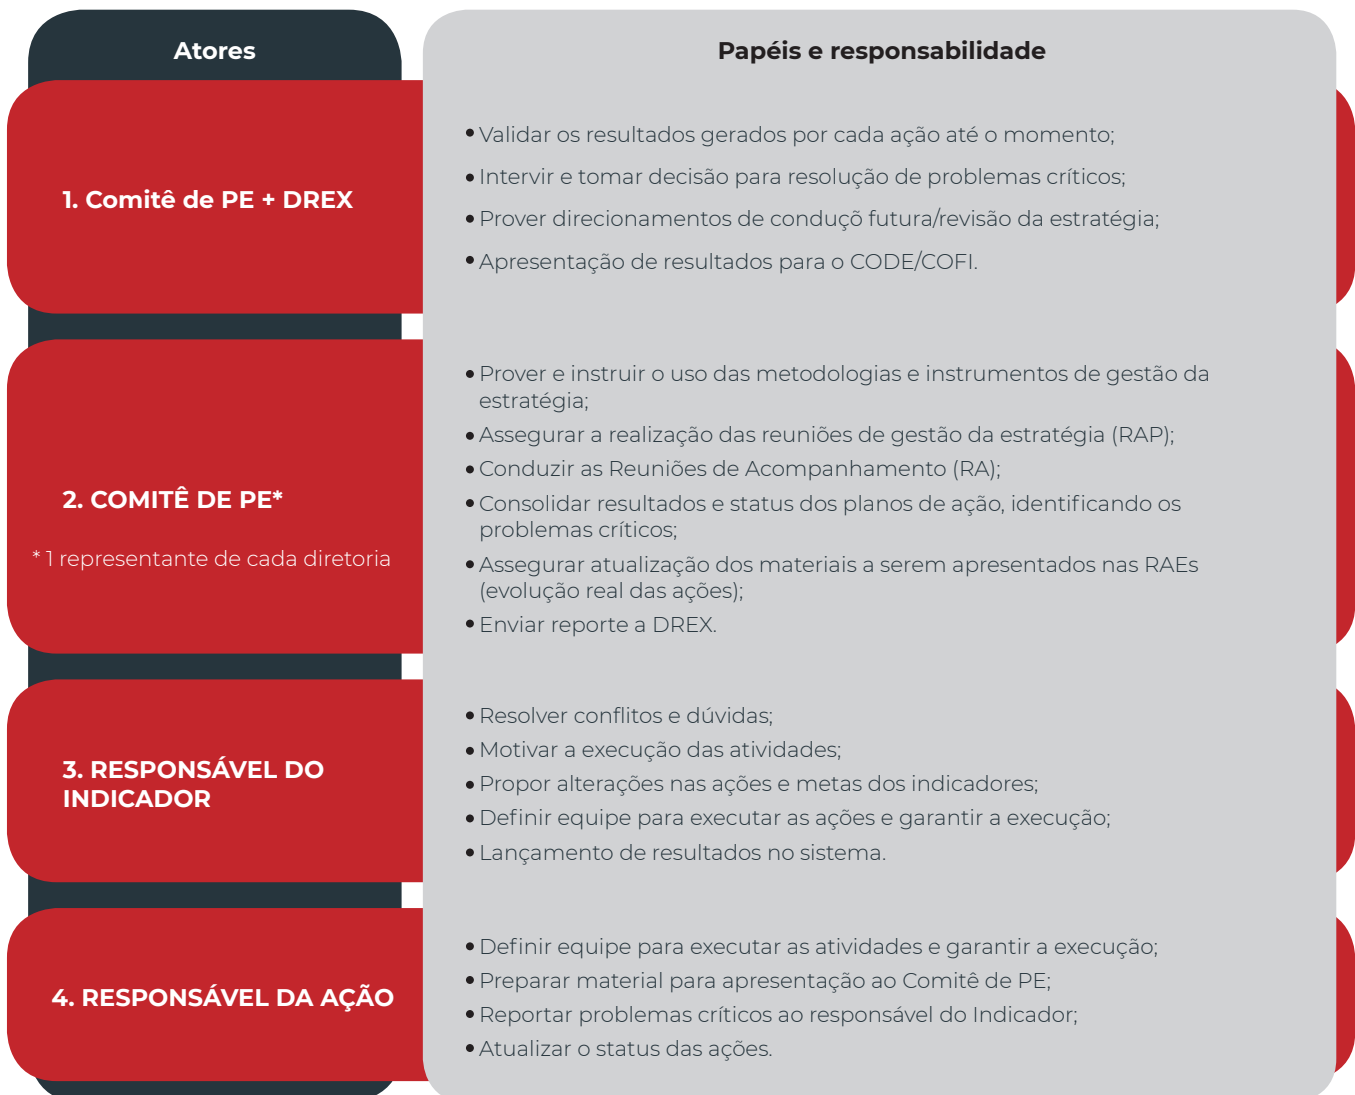 Atores
Papéis e responsabilidade
1. Comitê de PE + DREX
• Validar os resultados gerados por cada ação até o momento;
• Intervir e tomar decisão para resolução de problemas críticos;
• Prover direcionamentos de conduçõ futura/revisão da estratégia;
• Apresentação de resultados para o CODE/COFI.
2. COMITÊ DE PE*
* 1 representante de cada diretoria
• Prover e instruir o uso das metodologias e instrumentos de gestão da
estratégia;
• Assegurar a realização das reuniões de gestão da estratégia (RAP);
• Conduzir as Reuniões de Acompanhamento (RA);
• Consolidar resultados e status dos planos de ação, identificando os
problemas críticos;
• Assegurar atualização dos materiais a serem apresentados nas RAEs
(evolução real das ações);
• Enviar reporte a DREX.
3. RESPONSÁVEL DO
INDICADOR
• Resolver conflitos e dúvidas;
• Motivar a execução das atividades;
• Propor alterações nas ações e metas dos indicadores;
• Definir equipe para executar as ações e garantir a execução;
• Lançamento de resultados no sistema.
4. RESPONSÁVEL DA AÇÃO
• Definir equipe para executar as atividades e garantir a execução;
• Preparar material para apresentação ao Comitê de PE;
• Reportar problemas críticos ao responsável do Indicador;
• Atualizar o status das ações.